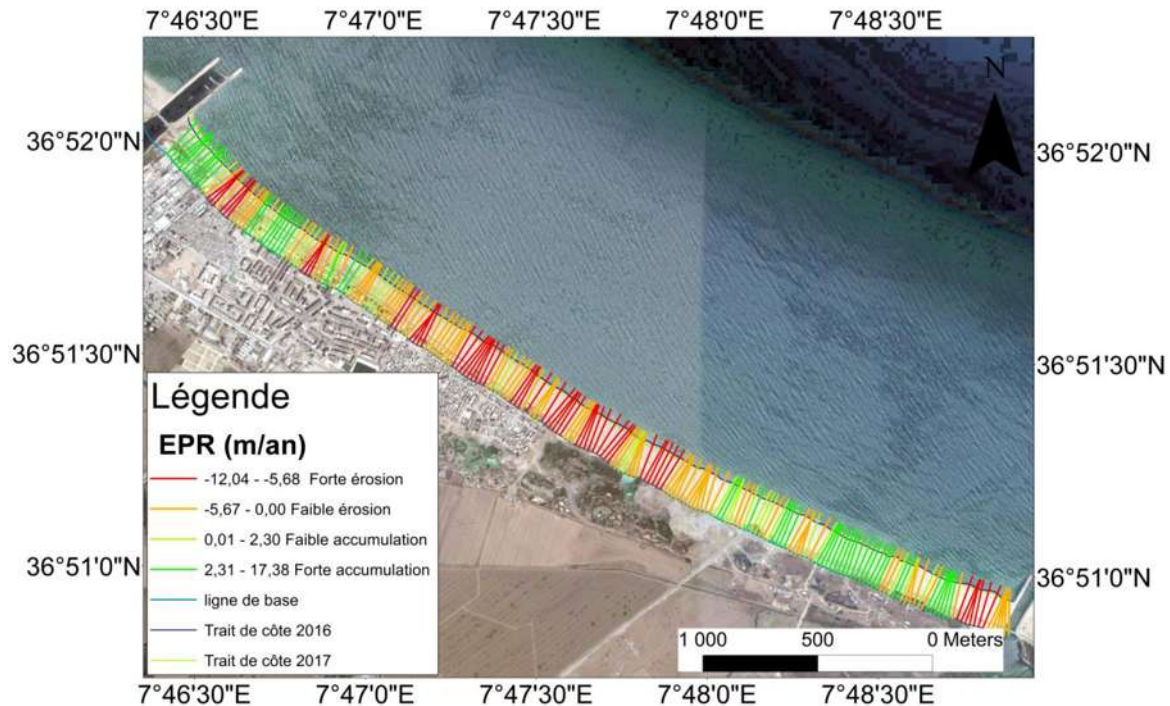 7°46'30"E 7°47'0"E 7°47'30"E 7°48'0"E 7°48'30"E
N
36°52'0"N 36°52'0"N
36°51'30"N 36°51'30"N
Légende
EPR (m/an)
-12,04 - -5,68 Forte érosion
-5,67 - 0,00 Faible érosion
0,01 - 2,30 Faible accumulation
2,31 - 17,38 Forte accumulation
ligne de base
Trait de côte 2016
Trait de côte 2017
36°51'0"N 36°51'0"N
1 000 500 0 Meters
7°46'30"E 7°47'0"E 7°47'30"E 7°48'0"E 7°48'30"E